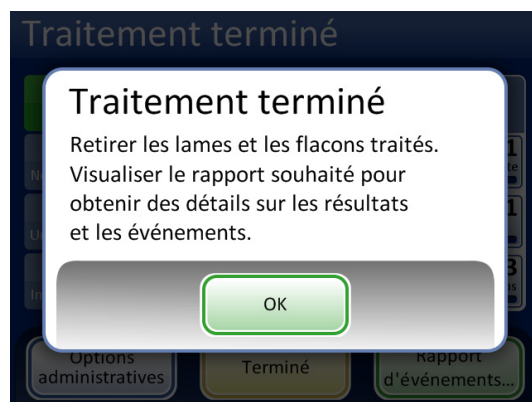 Traitement terminé
Traitement terminé
Retirer les lames et les flacons traités.
Visualiser le rapport souhaité pour
obtenir des détails sur les résultats
et les événements.
OK
Options
administratives
Terminé
Rapport
d'événements...